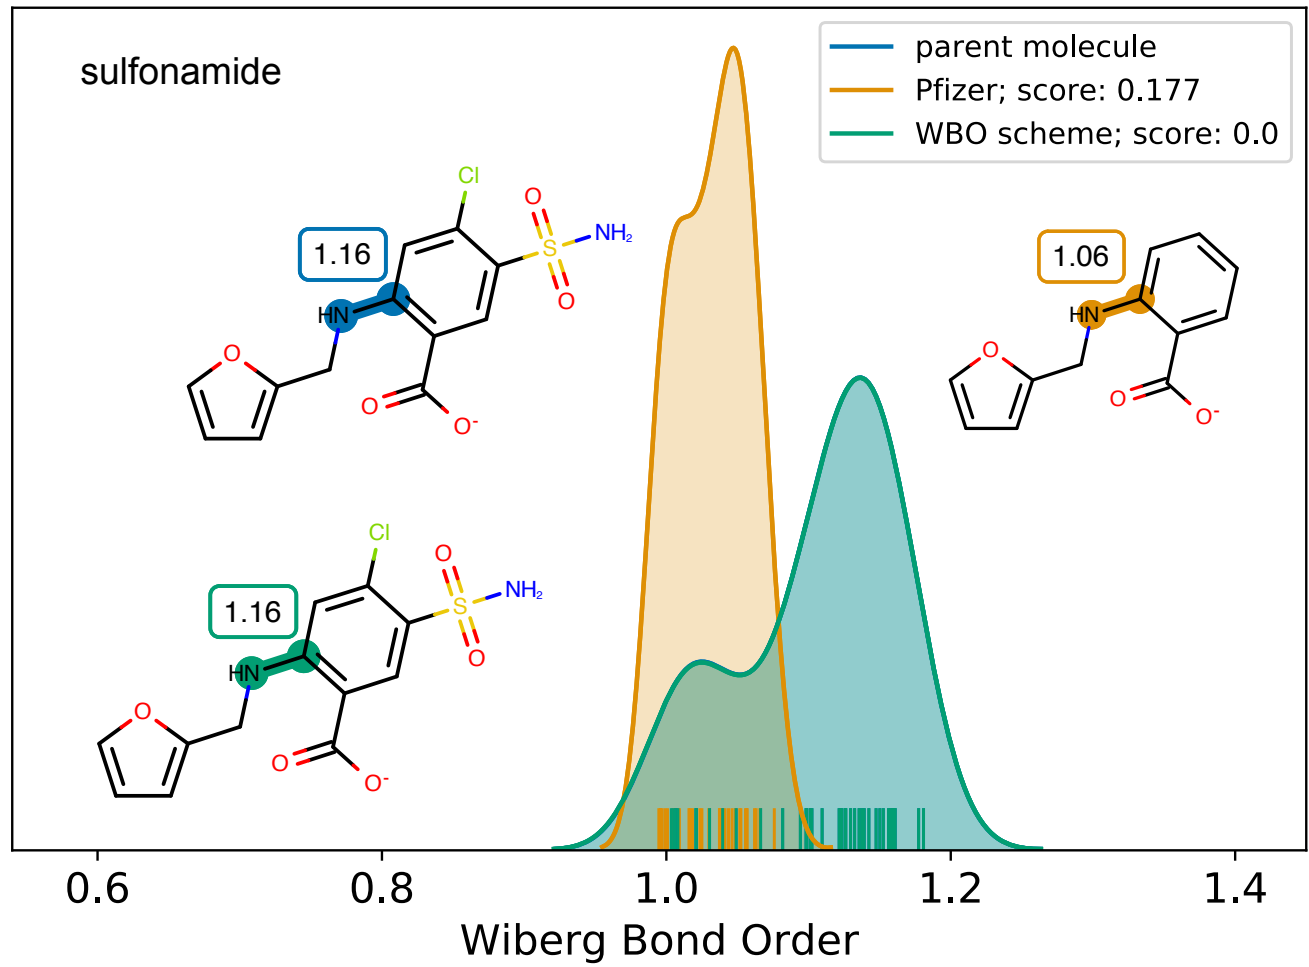 sulfonamide
parent molecule
Pfizer; score: 0.177
WBO scheme; score: 0.0
Cl
O
S
NH₂
O
1.16
HN
O
O
O⁻
1.06
HN
O
O
O⁻
Cl
O
S
NH₂
O
1.16
HN
O
O
O⁻
0.6 0.8 1.0 1.2 1.4
Wiberg Bond Order